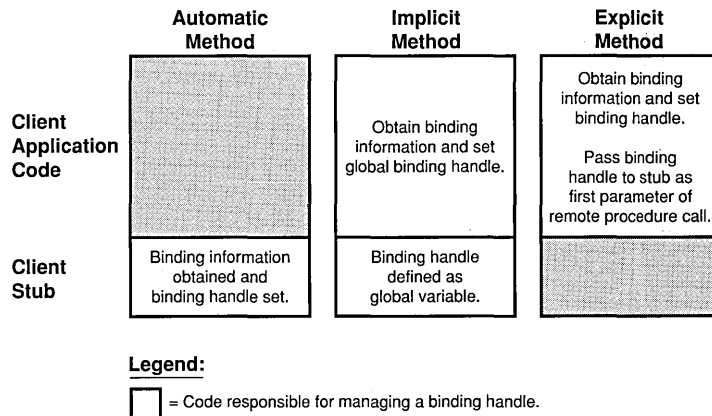 Automatic
Method
Implicit
Method
Explicit
Method
Client
Application
Code
Obtain binding
information and set
global binding handle.
Obtain binding
information and set
binding handle.
Pass binding
handle to stub as
first parameter of
remote procedure call.
Client
Stub
Binding information
obtained and
binding handle set.
Binding handle
defined as
global variable.
Legend:
= Code responsible for managing a binding handle.